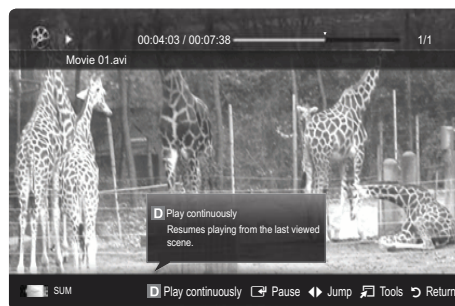 00:04:03 / 00:07:38
1/1
Movie 01.avi
D Play continuously
Resumes playing from the last viewed
scene.
SUM
D Play continuously
Pause
Jump
Tools
Return